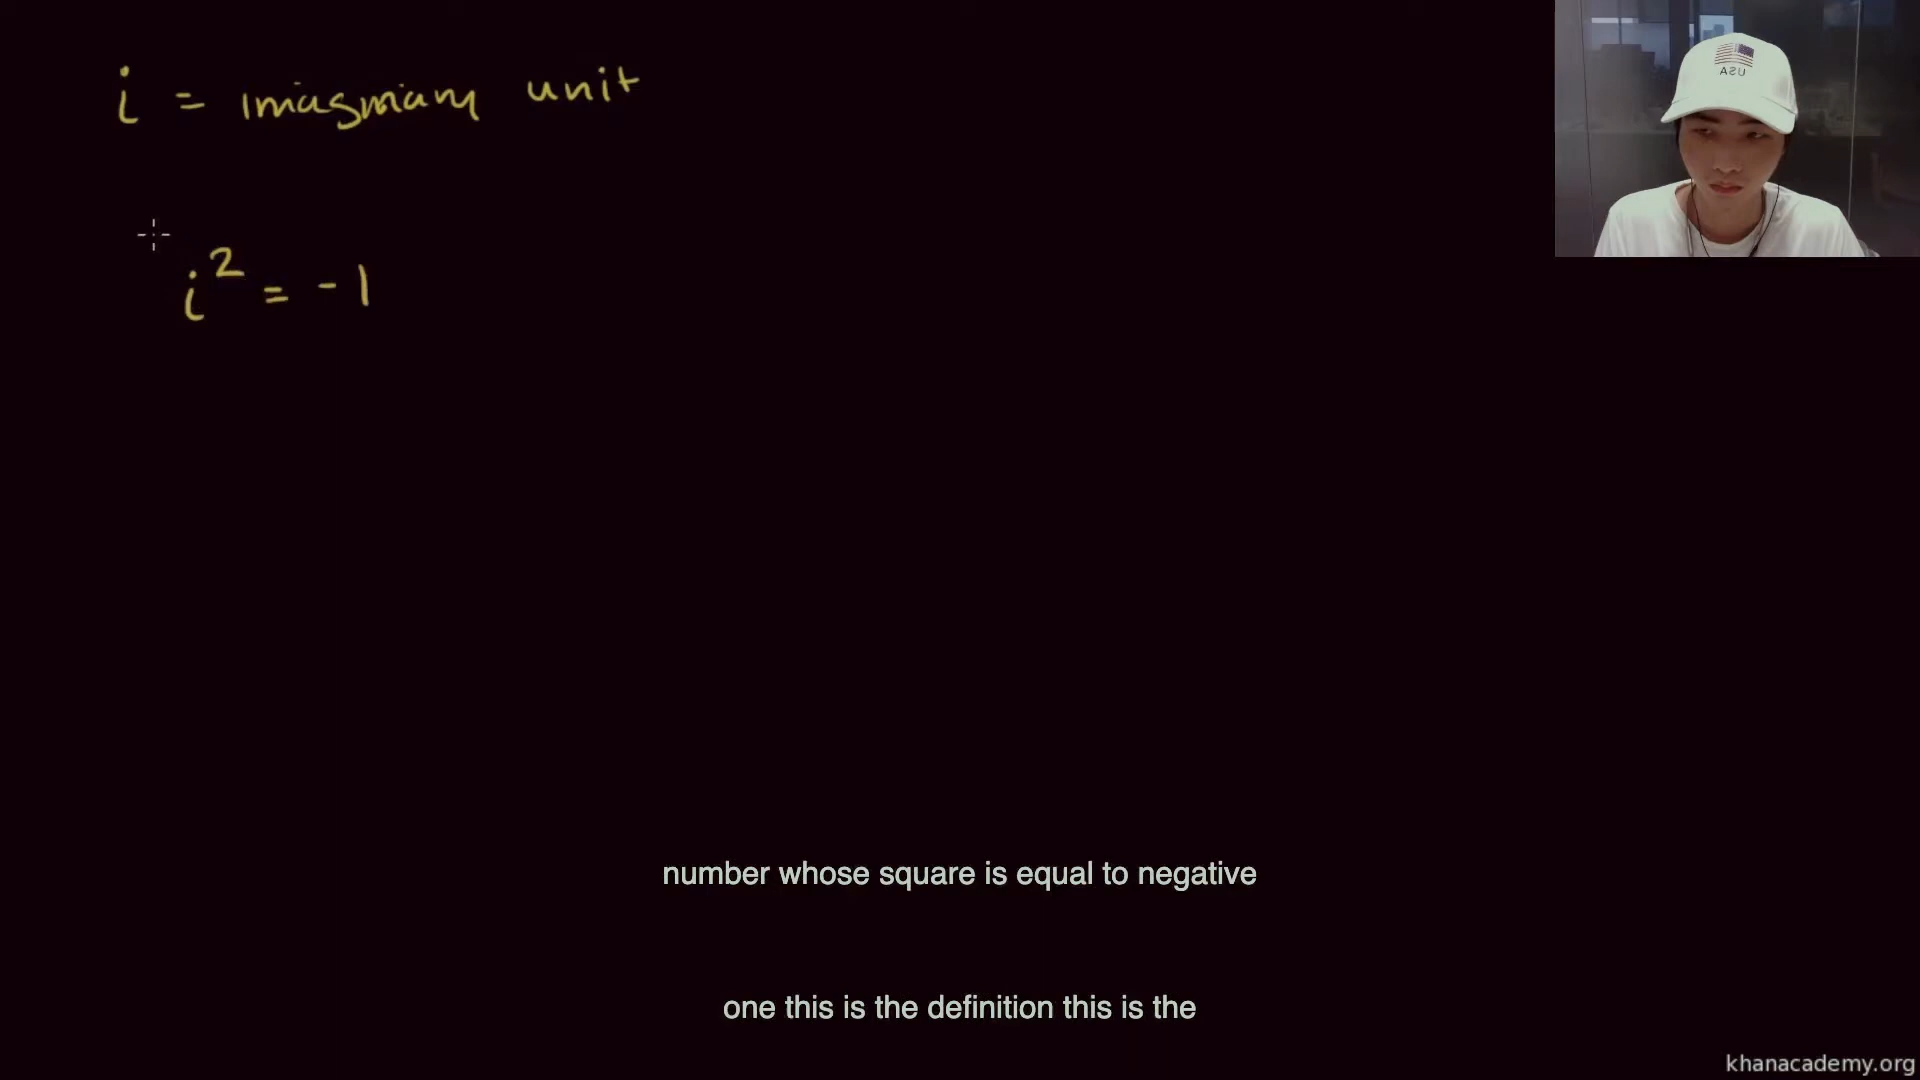 i = imaginary unit
USA
i² = -1
number whose square is equal to negative
one this is the definition this is the
khanacademy.org